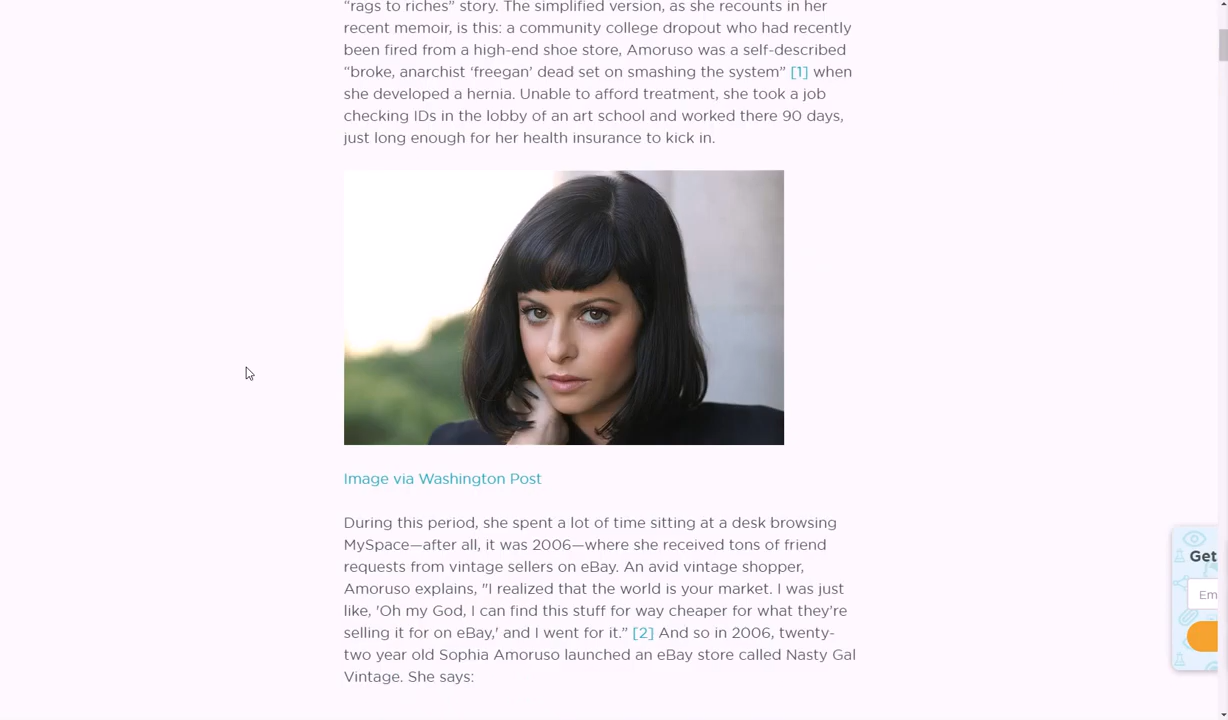 “rags to riches” story. The simplified version, as she recounts in her
recent memoir, is this: a community college dropout who had recently
been fired from a high-end shoe store, Amoruso was a self-described
“broke, anarchist ‘freegan’ dead set on smashing the system” [1] when
she developed a hernia. Unable to afford treatment, she took a job
checking IDs in the lobby of an art school and worked there 90 days,
just long enough for her health insurance to kick in.
Image via Washington Post
During this period, she spent a lot of time sitting at a desk browsing
MySpace—after all, it was 2006—where she received tons of friend
requests from vintage sellers on eBay. An avid vintage shopper,
Amoruso explains, "I realized that the world is your market. I was just
like, 'Oh my God, I can find this stuff for way cheaper for what they're
selling it for on eBay,' and I went for it.” [2] And so in 2006, twenty-
two year old Sophia Amoruso launched an eBay store called Nasty Gal
Vintage. She says:
Get
Em